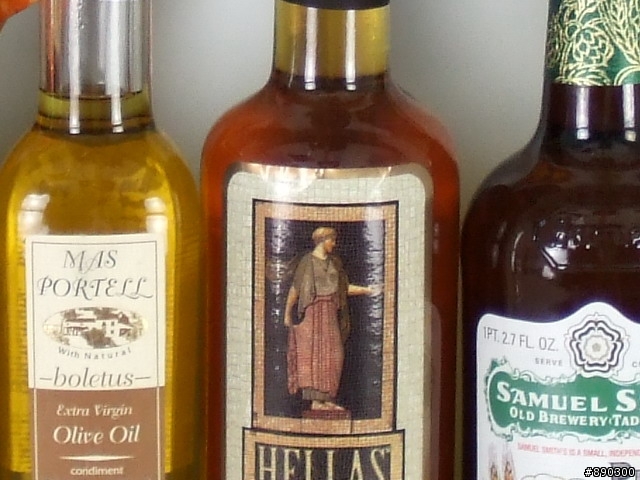 MAS
PORTELL
With Natural
boletus
Extra Virgin
Olive Oil
condiment
HELLAS
1PT. 2.7 FL. OZ.
SERVE
SAMUEL S
OLD BREWERY·TAD
SAMUEL SMITH'S IS A SMALL, INDEPEN
#890300